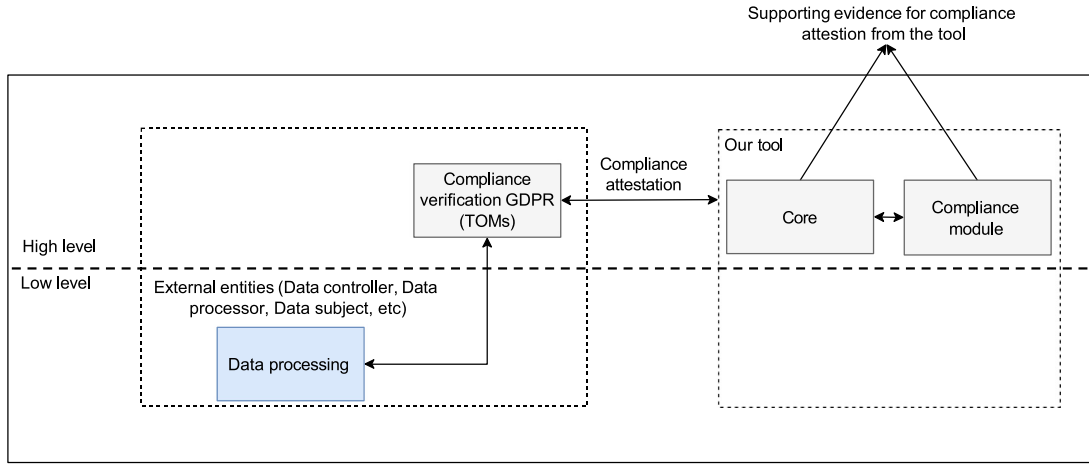 Supporting evidence for compliance
attestion from the tool
Our tool
Compliance
attestation
Compliance
verification GDPR
(TOMs)
Core
Compliance
module
High level
Low level
External entities (Data controller, Data
processor, Data subject, etc)
Data processing